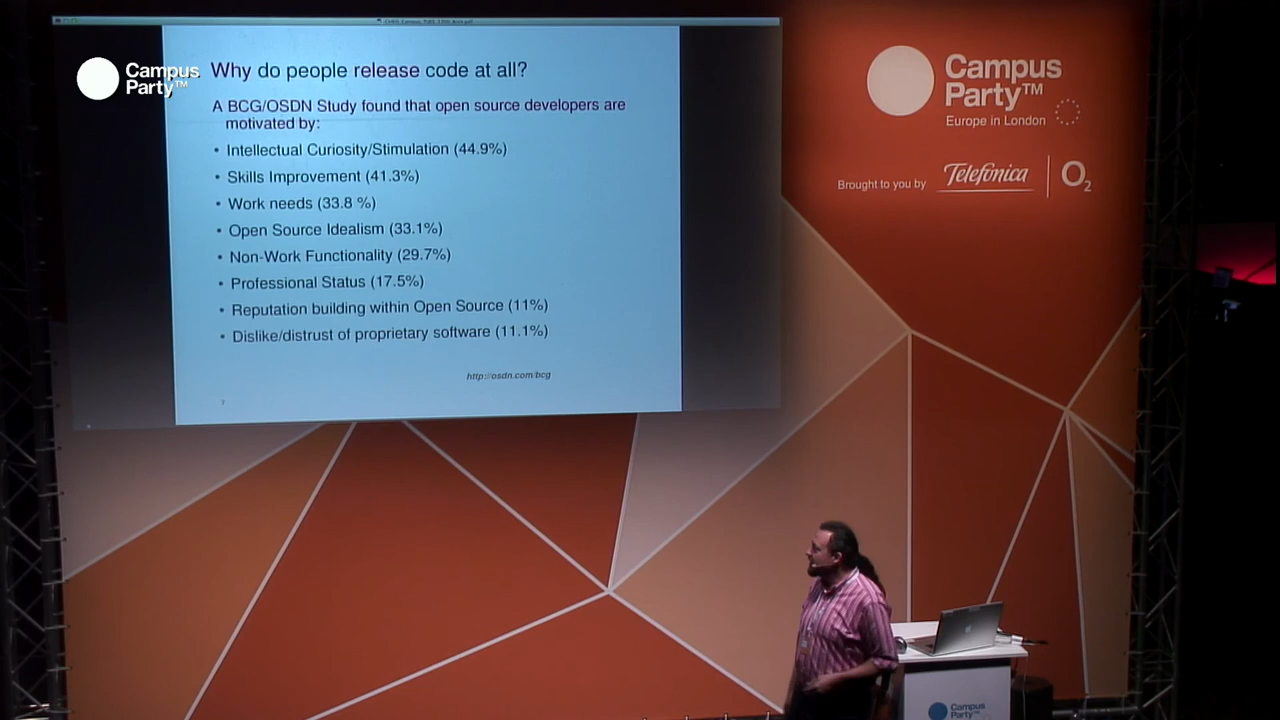 Campus
Party™
Why do people release code at all?
A BCG/OSDN Study found that open source developers are
motivated by:
• Intellectual Curiosity/Stimulation (44.9%)
• Skills Improvement (41.3%)
• Work needs (33.8 %)
• Open Source Idealism (33.1%)
• Non-Work Functionality (29.7%)
• Professional Status (17.5%)
• Reputation building within Open Source (11%)
• Dislike/distrust of proprietary software (11.1%)
http://osdn.com/bcg
7
Campus
Party™
Europe in London
Brought to you by
Telefónica
O2
Campus
Party™